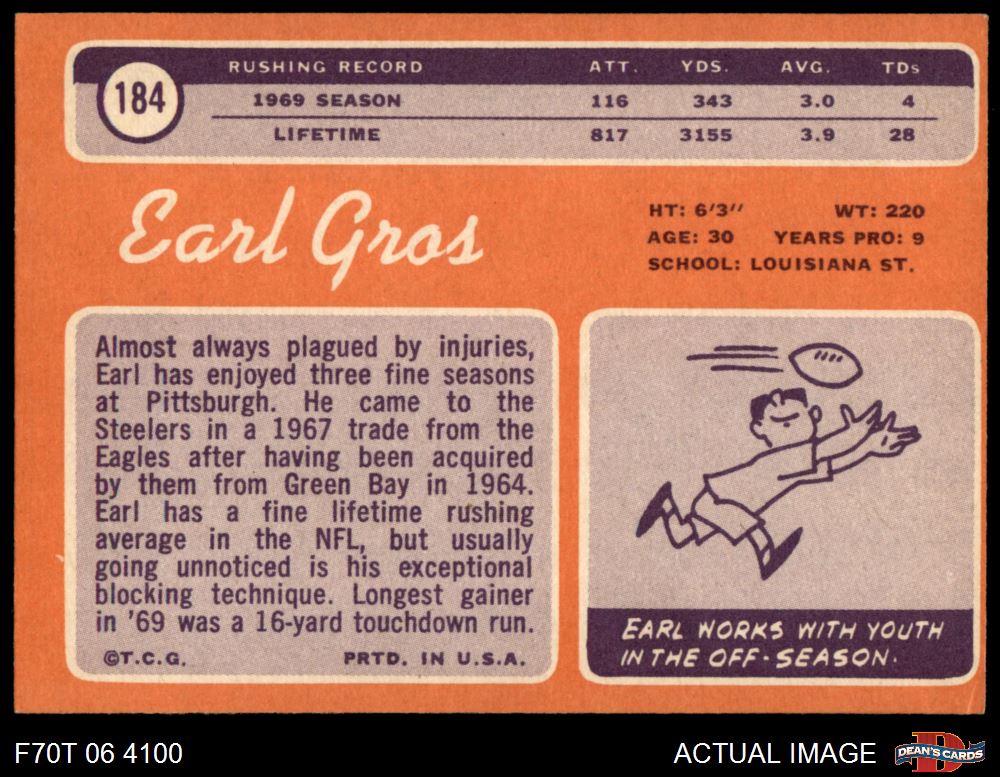 184
RUSHING RECORD ATT. YDS. AVG. TDs
1969 SEASON 116 343 3.0 4
LIFETIME 817 3155 3.9 28
Earl Gros
HT: 6'3" WT: 220
AGE: 30 YEARS PRO: 9
SCHOOL: LOUISIANA ST.
Almost always plagued by injuries,
Earl has enjoyed three fine seasons
at Pittsburgh. He came to the
Steelers in a 1967 trade from the
Eagles after having been acquired
by them from Green Bay in 1964.
Earl has a fine lifetime rushing
average in the NFL, but usually
going unnoticed is his exceptional
blocking technique. Longest gainer
in '69 was a 16-yard touchdown run.
©T.C.G. PRTD. IN U.S.A.
EARL WORKS WITH YOUTH
IN THE OFF-SEASON.
F70T 06 4100
ACTUAL IMAGE
D
DEAN'S CARDS